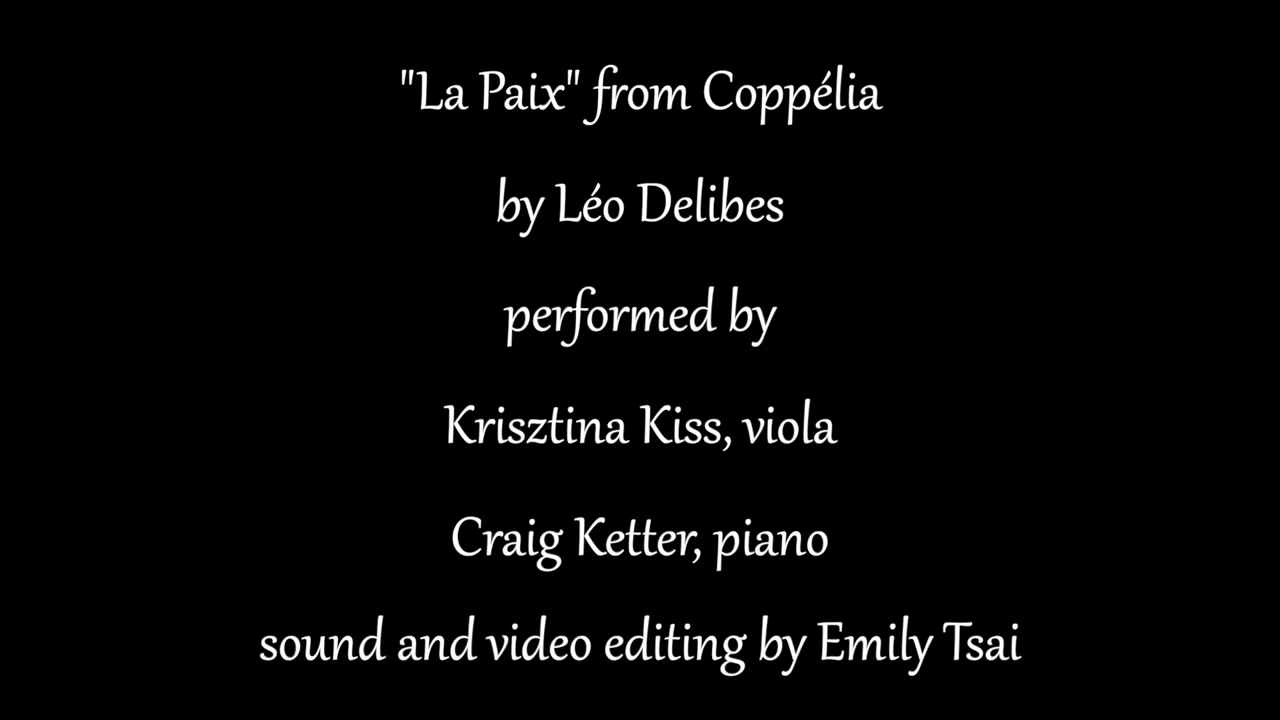 "La Paix" from Coppélia
by Léo Delibes
performed by
Krisztina Kiss, viola
Craig Ketter, piano
sound and video editing by Emily Tsai